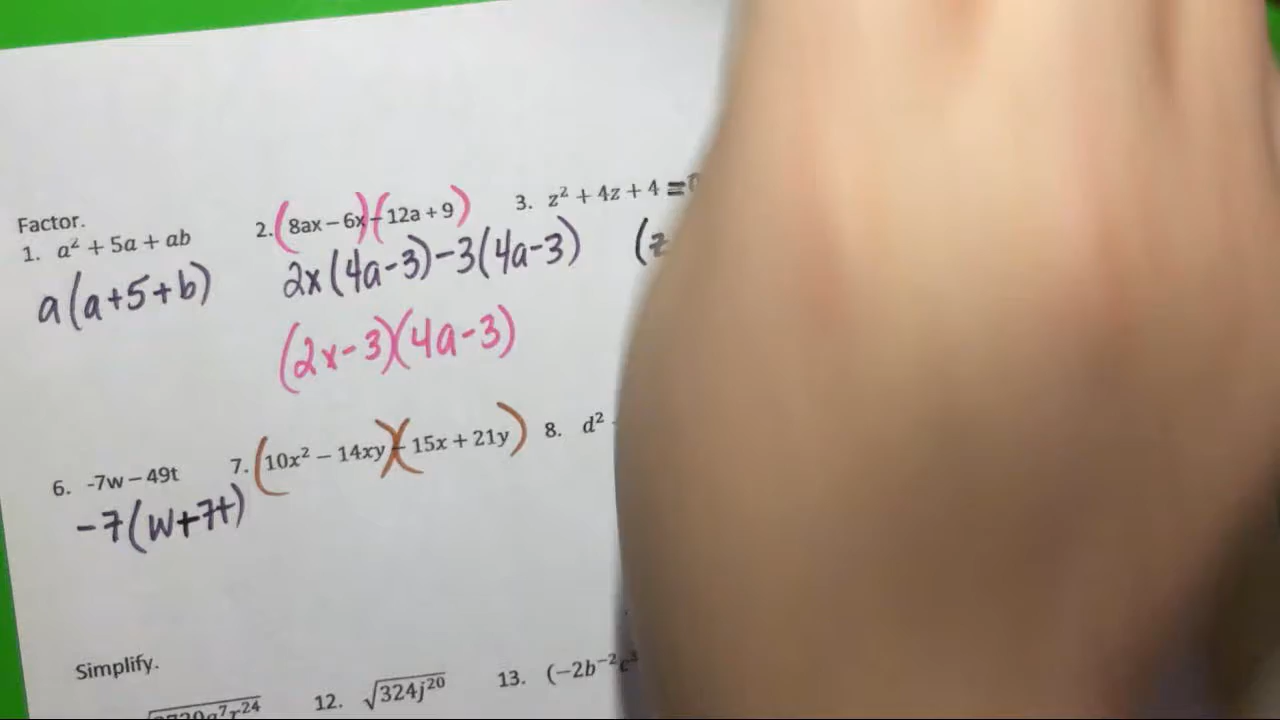 Factor.
1. a² + 5a + ab
a(a+5+b)
2. (8ax – 6x)(– 12a + 9)
2x(4a-3)-3(4a-3)
(2x-3)(4a-3)
3. z² + 4z + 4 =
(z
6. -7w – 49t
-7(w+7t)
7. (10x² – 14xy)(– 15x + 21y)
8. d²
Simplify.
12. √324j²⁰
13. (-2b⁻²c³